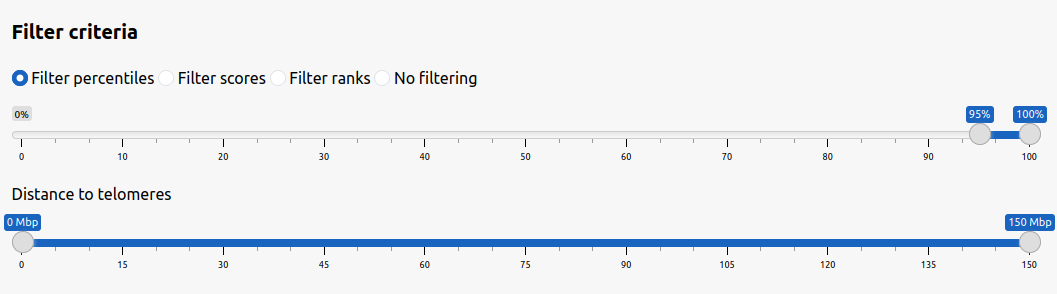 Filter criteria
Filter percentiles Filter scores Filter ranks No filtering
0% 95% 100%
0 10 20 30 40 50 60 70 80 90 100
Distance to telomeres
0 Mbp 150 Mbp
0 15 30 45 60 75 90 105 120 135 150